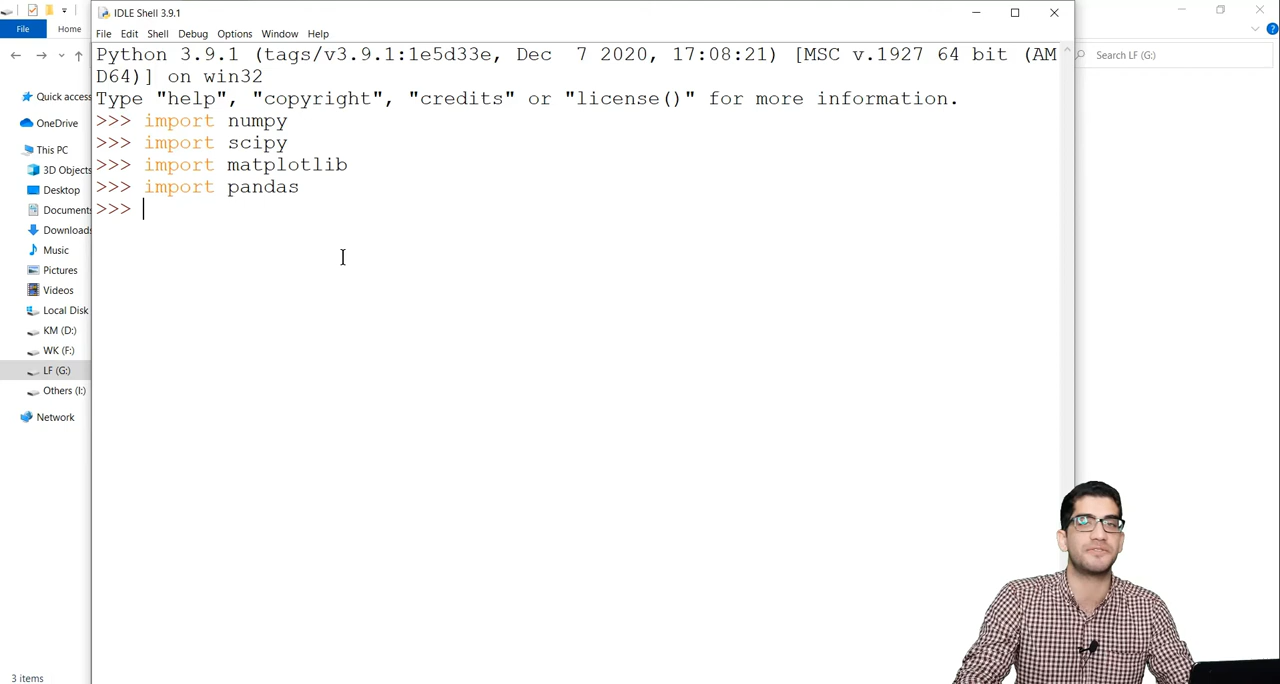 IDLE Shell 3.9.1
File Edit Shell Debug Options Window Help
Python 3.9.1 (tags/v3.9.1:1e5d33e, Dec  7 2020, 17:08:21) [MSC v.1927 64 bit (AM
D64)] on win32
Type "help", "copyright", "credits" or "license()" for more information.
>>> import numpy
>>> import scipy
>>> import matplotlib
>>> import pandas
>>>
File Home
Quick access
OneDrive
This PC
3D Objects
Desktop
Documents
Downloads
Music
Pictures
Videos
Local Disk
KM (D:)
WK (F:)
LF (G:)
Others (I:)
Network
3 items
Search LF (G:)